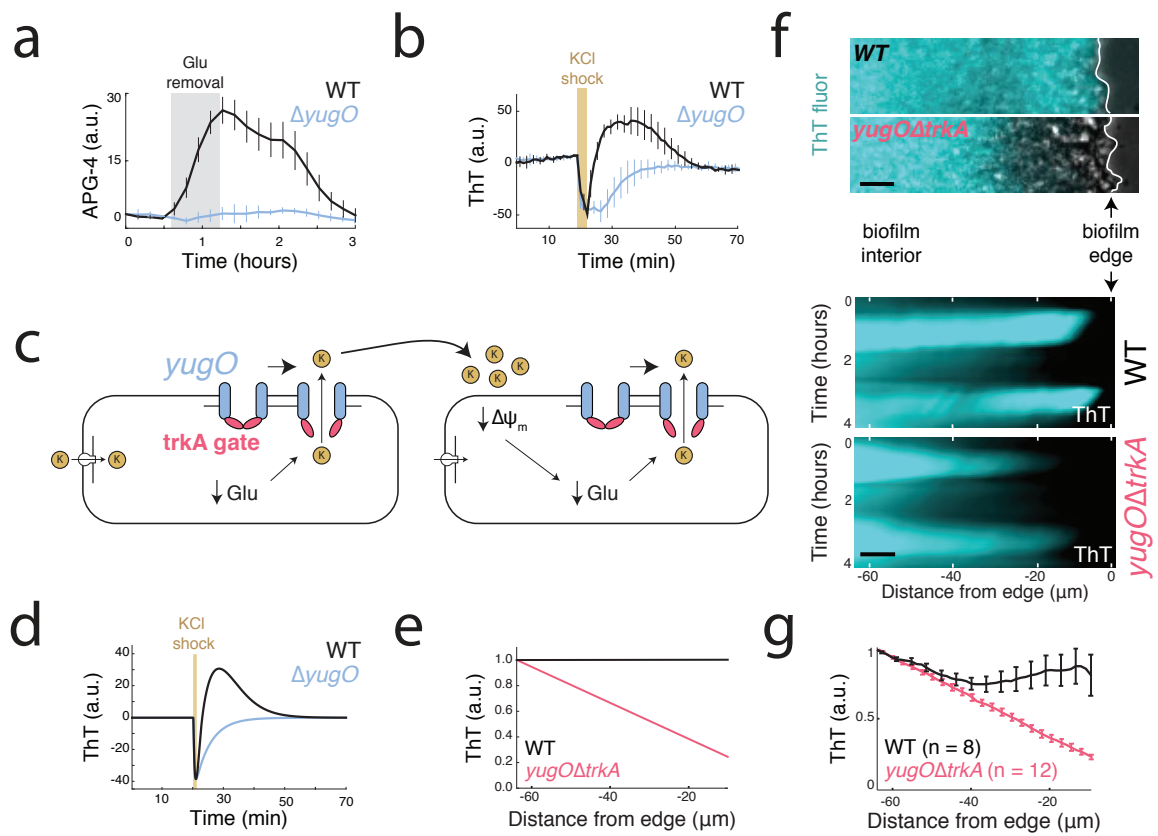 a
Glu
removal
WT
ΔyugO
30
15
0
APG-4 (a.u.)
0
1
2
3
Time (hours)
b
KCl
shock
WT
ΔyugO
50
0
-50
ThT (a.u.)
10
30
50
70
Time (min)
c
yugO
K
K
K
K
K
trkA gate
K
K
K
↓ Glu
↓ Δψm
K
K
↓ Glu
d
KCl
shock
WT
ΔyugO
40
20
0
-20
-40
ThT (a.u.)
10
30
50
70
Time (min)
e
1.0
0.8
0.6
0.4
0.2
0.0
ThT (a.u.)
WT
yugOΔtrkA
-60
-40
-20
Distance from edge (µm)
f
ThT fluor
WT
yugOΔtrkA
biofilm
interior
biofilm
edge
0
2
4
Time (hours)
ThT
WT
0
2
4
Time (hours)
ThT
yugOΔtrkA
-60
-40
-20
0
Distance from edge (µm)
g
1
0.5
ThT (a.u.)
WT (n = 8)
yugOΔtrkA (n = 12)
-60
-40
-20
Distance from edge (µm)